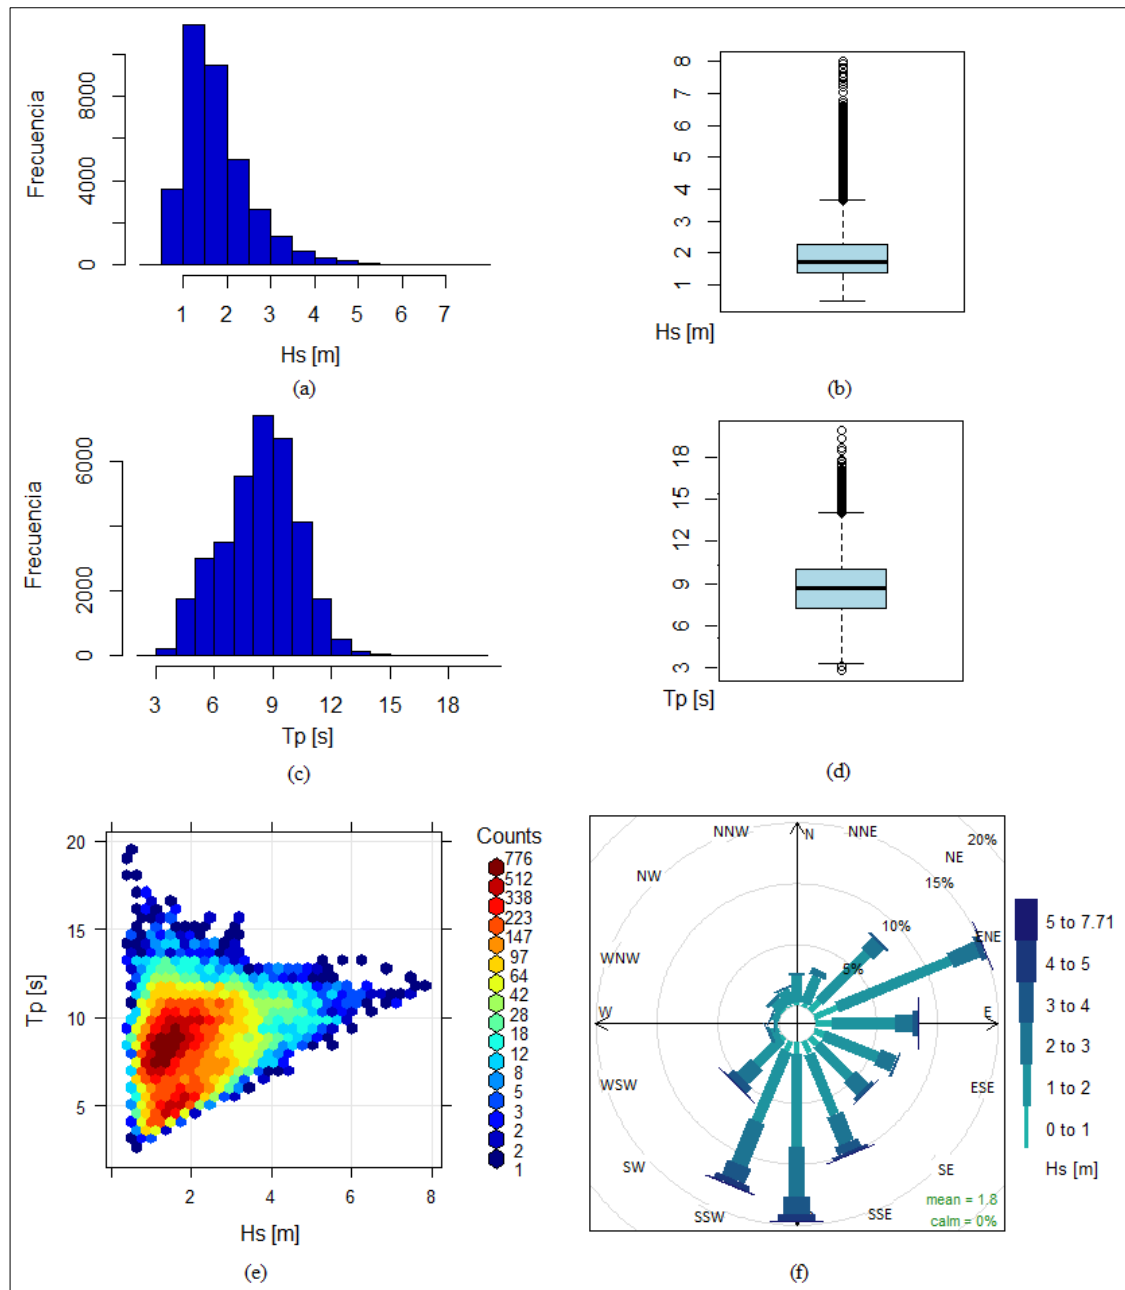 Frecuencia
8000
4000
0
1 2 3 4 5 6 7
Hs [m]
(a)
8
7
6
5
4
3
2
1
Hs [m]
(b)
Frecuencia
6000
2000
0
3 6 9 12 15 18
Tp [s]
(c)
18
15
12
9
6
3
Tp [s]
(d)
Tp [s]
20
15
10
5
2 4 6 8
Hs [m]
Counts
776
512
338
223
147
97
64
42
28
18
12
8
5
3
2
2
1
(e)
NNW N NNE
20%
NW NE
15%
10%
ENE
WNW
5%
W E
WSW ESE
SW SE
SSW SSE
mean = 1.8
calm = 0%
5 to 7.71
4 to 5
3 to 4
2 to 3
1 to 2
0 to 1
Hs [m]
(f)